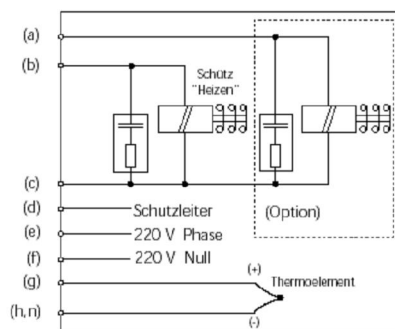 (a)
(b)
Schütz
"Heizen"
(c)
(d) Schutzleiter
(Option)
(e) 220 V Phase
(f) 220 V Null
(g) (+) Thermoelement
(h,n) (-)